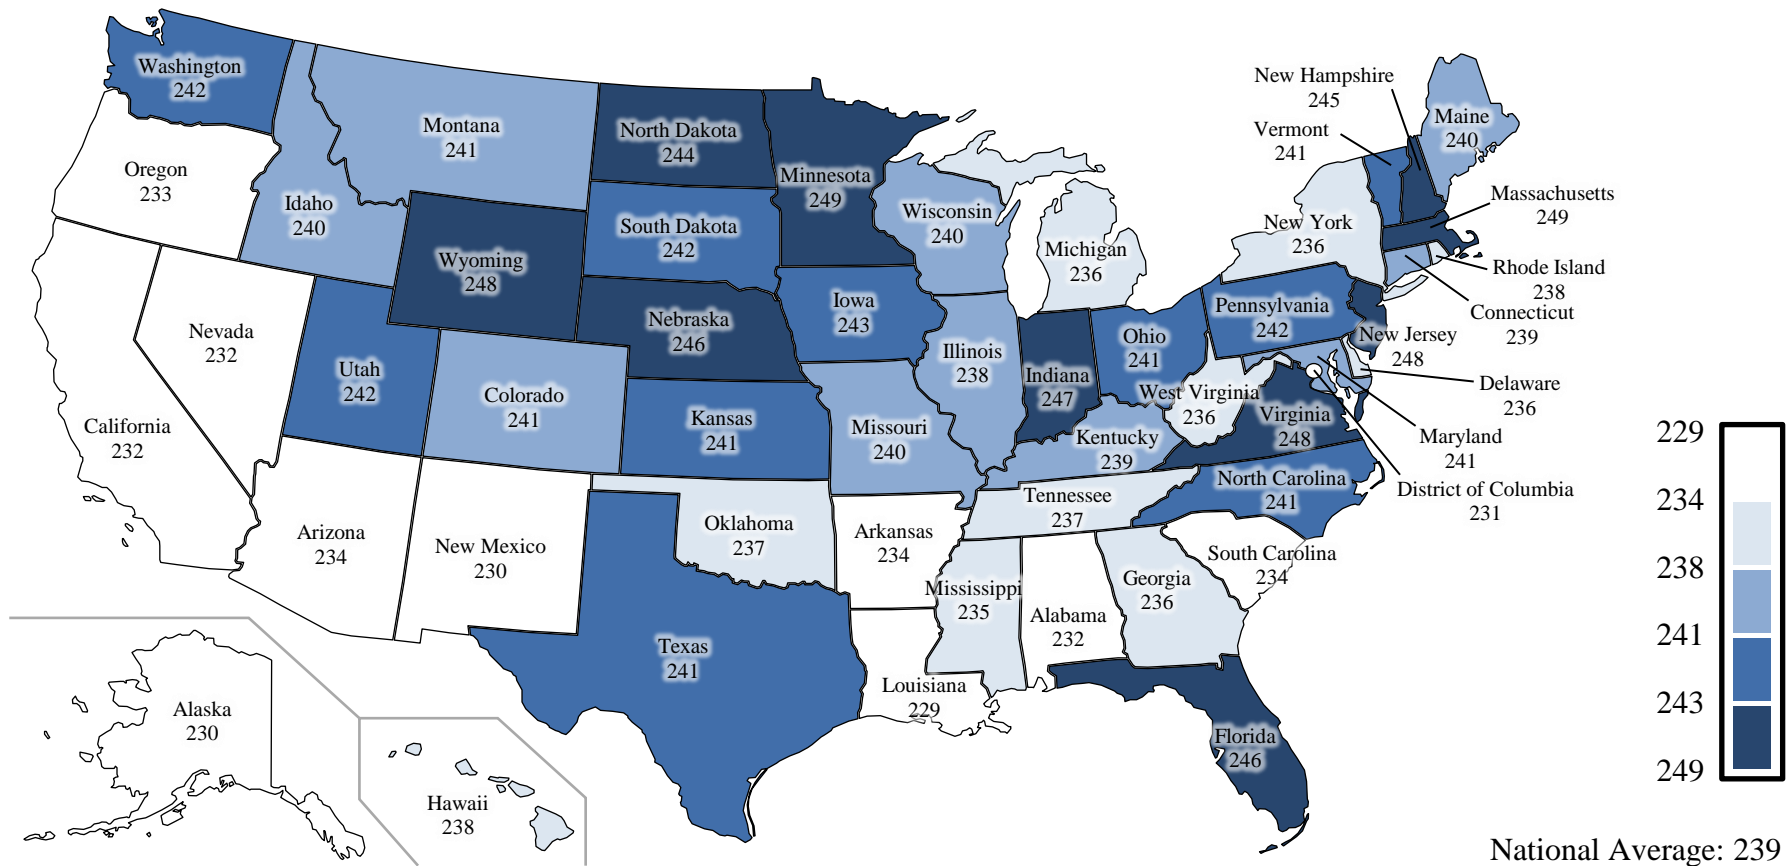 Washington
242
Oregon
233
California
232
Nevada
232
Idaho
240
Montana
241
Wyoming
248
Utah
242
Colorado
241
Arizona
234
New Mexico
230
North Dakota
244
South Dakota
242
Nebraska
246
Kansas
241
Oklahoma
237
Texas
241
Minnesota
249
Iowa
243
Missouri
240
Arkansas
234
Louisiana
229
Wisconsin
240
Illinois
238
Michigan
236
Indiana
247
Ohio
241
Kentucky
239
Tennessee
237
Mississippi
235
Alabama
232
Georgia
236
Florida
246
South Carolina
234
North Carolina
241
Virginia
248
West Virginia
236
Pennsylvania
242
New York
236
New Hampshire
245
Vermont
241
Maine
240
Massachusetts
249
Rhode Island
238
Connecticut
239
New Jersey
248
Delaware
236
Maryland
241
District of Columbia
231
Alaska
230
Hawaii
238
229
234
238
241
243
249
National Average: 239